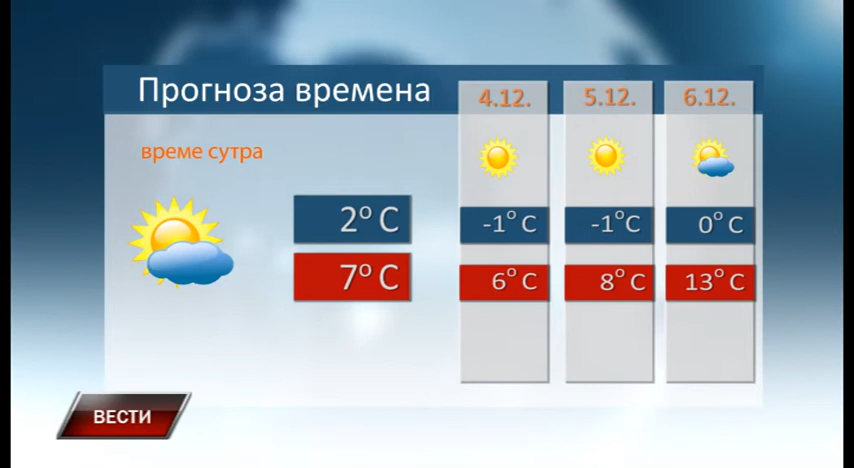 Прогноза времена
време сутра
2° C
7° C
4.12.
-1° C
6° C
5.12.
-1°C
8° C
6.12.
0° C
13° C
ВЕСТИ